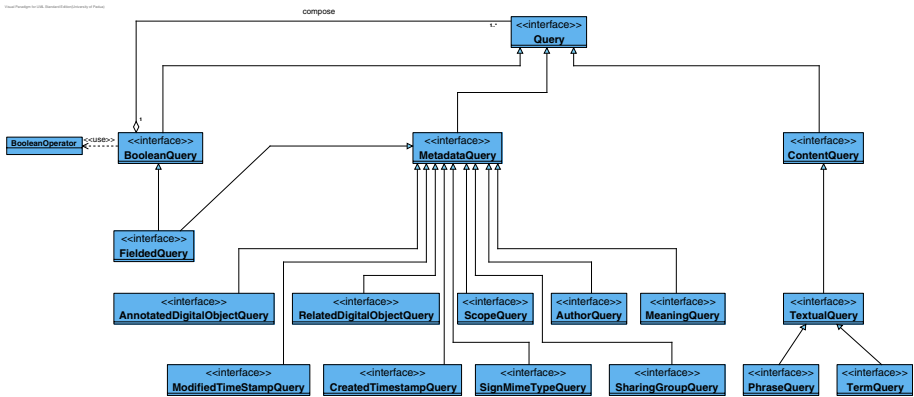 Visual Paradigm for UML Standard Edition(University of Padua)
compose
1..*
<<interface>>
Query
1
BooleanOperator
<<use>>
<<interface>>
BooleanQuery
<<interface>>
MetadataQuery
<<interface>>
ContentQuery
<<interface>>
FieldedQuery
<<interface>>
AnnotatedDigitalObjectQuery
<<interface>>
RelatedDigitalObjectQuery
<<interface>>
ScopeQuery
<<interface>>
AuthorQuery
<<interface>>
MeaningQuery
<<interface>>
TextualQuery
<<interface>>
ModifiedTimeStampQuery
<<interface>>
CreatedTimestampQuery
<<interface>>
SignMimeTypeQuery
<<interface>>
SharingGroupQuery
<<interface>>
PhraseQuery
<<interface>>
TermQuery